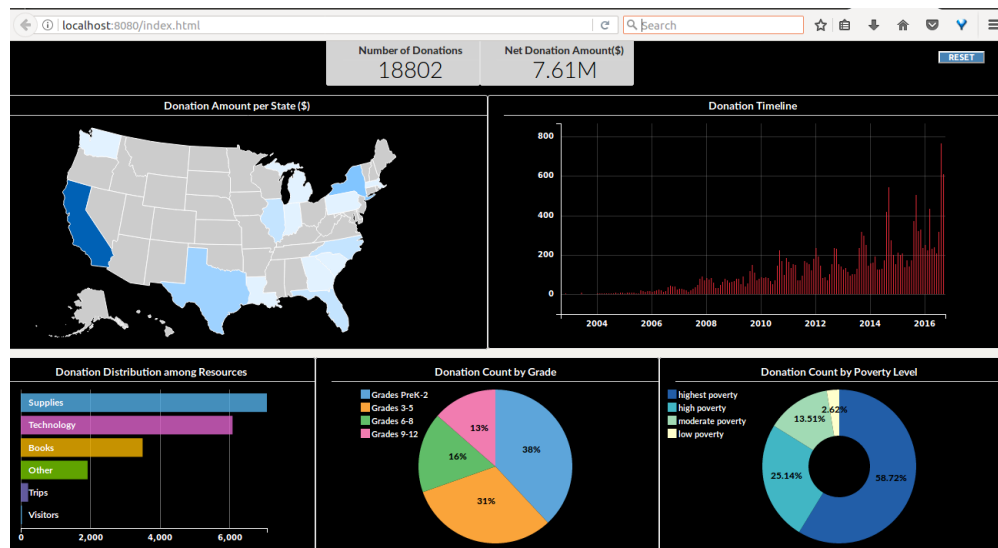 localhost:8080/index.html
Search
Number of Donations
18802
Net Donation Amount($)
7.61M
RESET
Donation Amount per State ($)
Donation Timeline
800
600
400
200
0
2004 2006 2008 2010 2012 2014 2016
Donation Distribution among Resources
Supplies
Technology
Books
Other
Trips
Visitors
0 2,000 4,000 6,000
Donation Count by Grade
Grades PreK-2
Grades 3-5
Grades 6-8
Grades 9-12
13%
38%
16%
31%
Donation Count by Poverty Level
highest poverty
high poverty
moderate poverty
low poverty
2.62%
13.51%
25.14%
58.72%